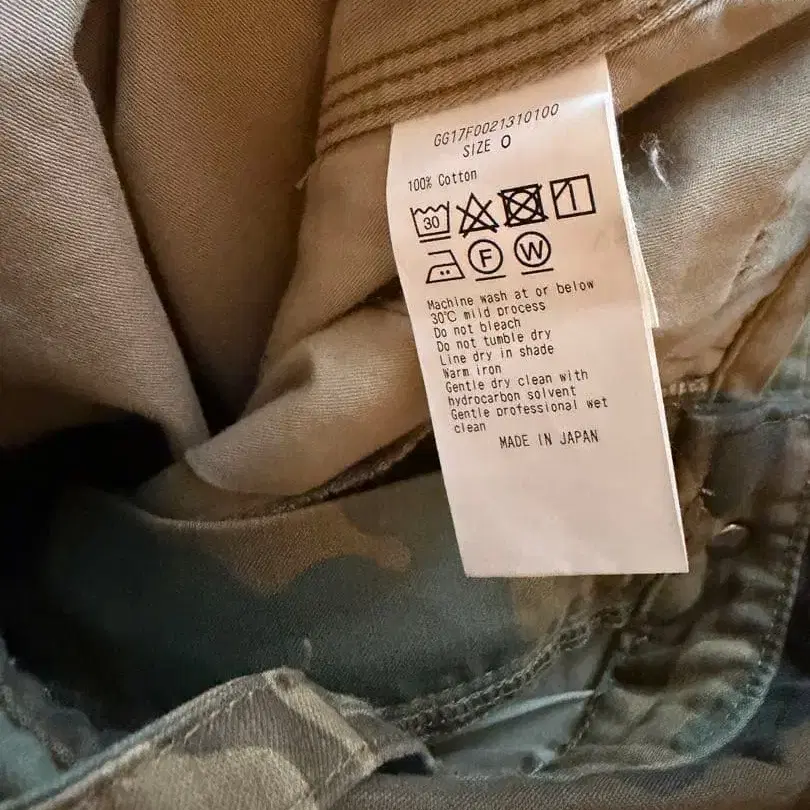 GG17F0021310100
SIZE 0
100% Cotton
30
F W
Machine wash at or below
30℃ mild process
Do not bleach
Do not tumble dry
Line dry in shade
Warm iron
Gentle dry clean with
hydrocarbon solvent
Gentle professional wet
clean
MADE IN JAPAN